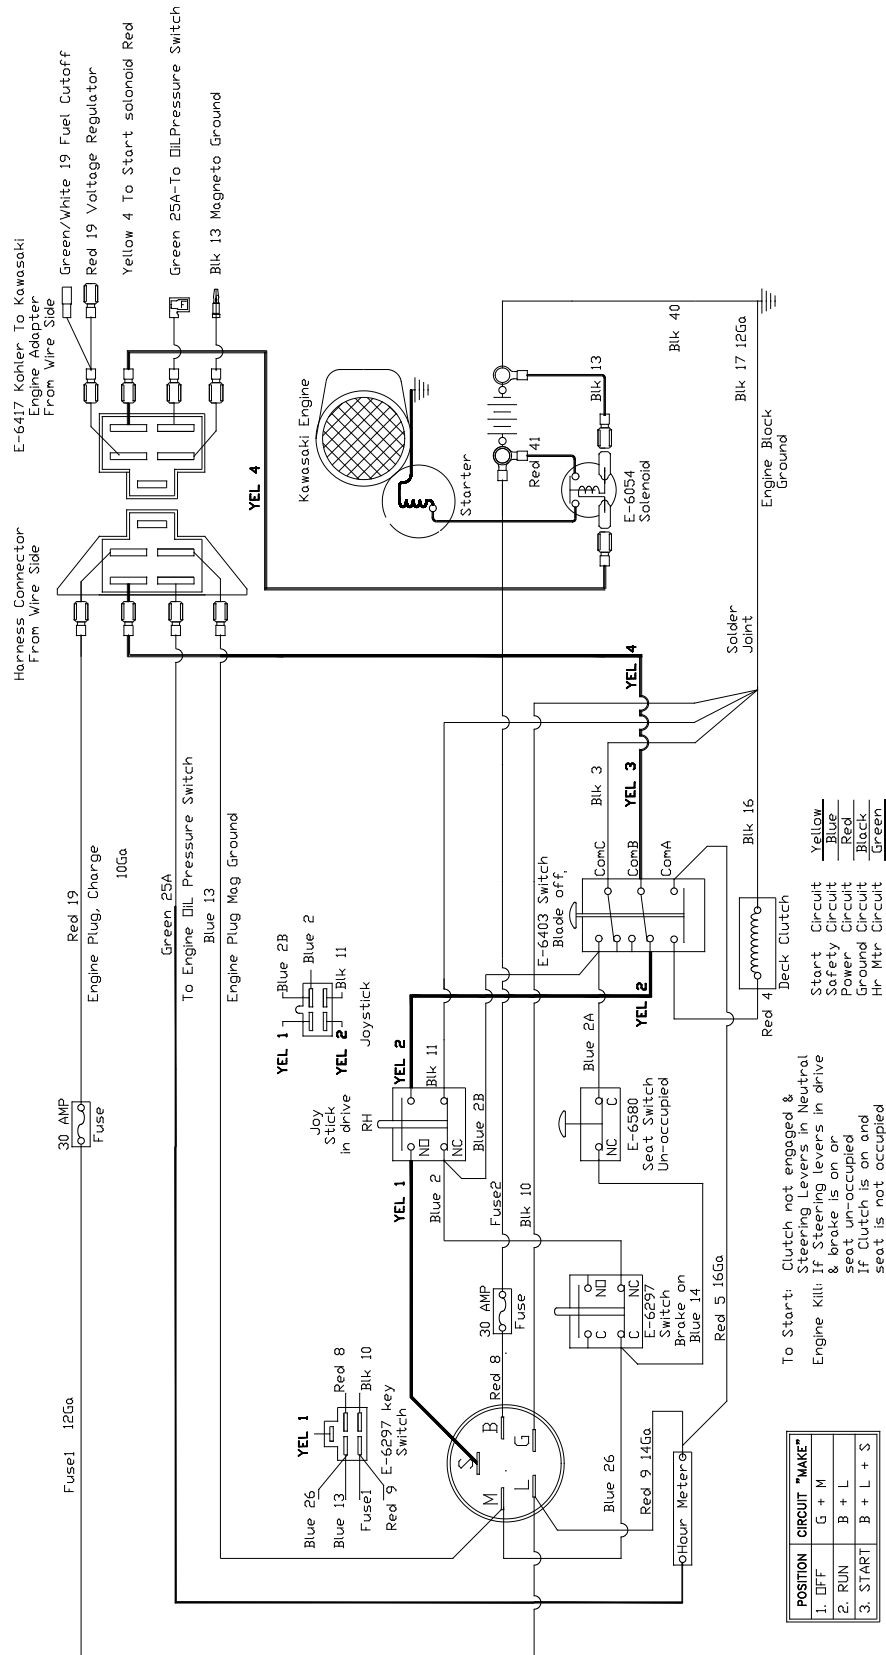 E-6417 Kohler To Kawasaki
Engine Adapter
From Wire Side
Green/White 19 Fuel Cutoff
Red 19 Voltage Regulator
Yellow 4 To Start solonoid Red
Green 25A-To OiLPressure Switch
Blk 13 Magneto Ground
Harness Connector
From Wire Side
YEL 4
Kawasaki Engine
Starter
Red 41
Blk 13
E-6054
Solenoid
Blk 40
Blk 17 12Ga
Engine Block
Ground
Solder
Joint
YEL 4
Red 19
Engine Plug, Charge
10Ga
Green 25A
To Engine OiL Pressure Switch
Blue 13
Engine Plug Mag Ground
Blue 2B
Blue 2
YEL 1
YEL 2
Blk 11
Joystick
Blk 3
YEL 3
ComC
ComB
ComA
E-6403 Switch
Blade off.
Blk 16
Deck Clutch
Red 4
YEL 2
YEL 2
Blk 11
Blue 2A
Blue 2B
Joy
Stick
in drive
RH
NO
NC
C
NC
E-6580
Seat Switch
Un-occupied
30 AMP
Fuse
YEL 1
Blue 2
Fuse2
Blk 10
30 AMP
Fuse
Red 8
NO
NC
C
C
E-6297
Switch
Brake on
Blue 14
Red 5 16Ga
Fuse1 12Ga
YEL 1
Red 8
Blk 10
Blue 26
Blue 13
Fuse1
Red 9
E-6297 key
Switch
S
B
G
M
L
Blue 26
Red 9 14Ga
Hour Meter
Start Circuit Yellow
Safety Circuit Blue
Power Circuit Red
Ground Circuit Black
Hr Mtr Circuit Green
To Start: Clutch not engaged &
Steering Levers in Neutral
Engine Kill: If Steering levers in drive
& brake is on or
seat un-occupied
If Clutch is on and
seat is not occupied
POSITION CIRCUIT "MAKE"
1. OFF G + M
2. RUN B + L
3. START B + L + S